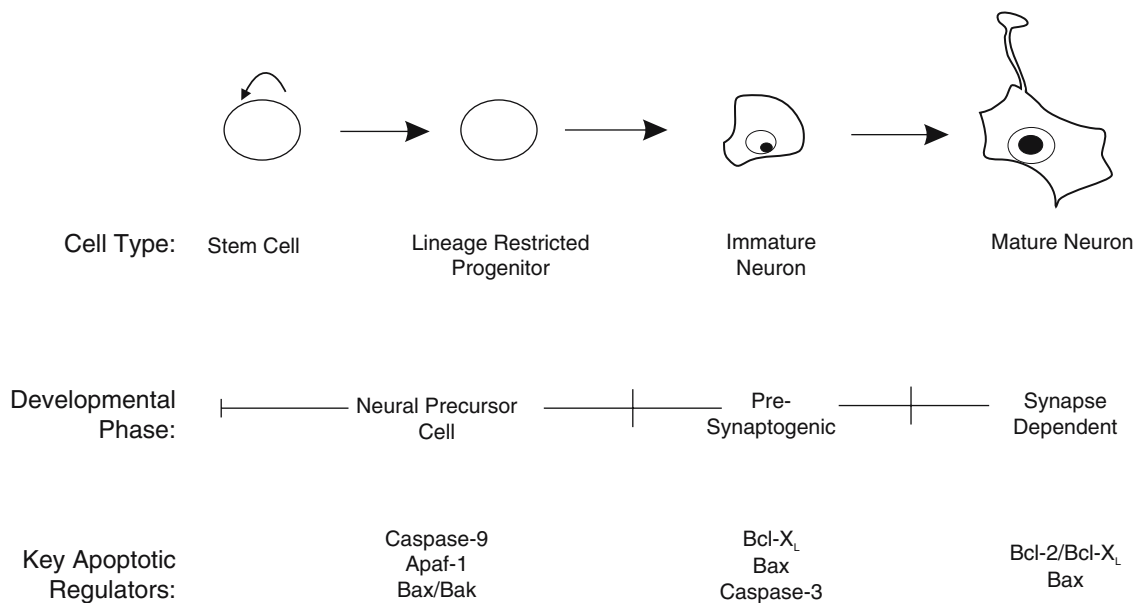 Cell Type:
Stem Cell
Lineage Restricted
Progenitor
Immature
Neuron
Mature Neuron
Developmental
Phase:
Neural Precursor
Cell
Pre-
Synaptogenic
Synapse
Dependent
Key Apoptotic
Regulators:
Caspase-9
Apaf-1
Bax/Bak
Bcl-XL
Bax
Caspase-3
Bcl-2/Bcl-XL
Bax